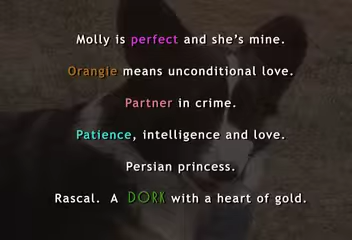 Molly is perfect and she's mine.
Orangie means unconditional love.
Partner in crime.
Patience, intelligence and love.
Persian princess.
Rascal. A DORK with a heart of gold.